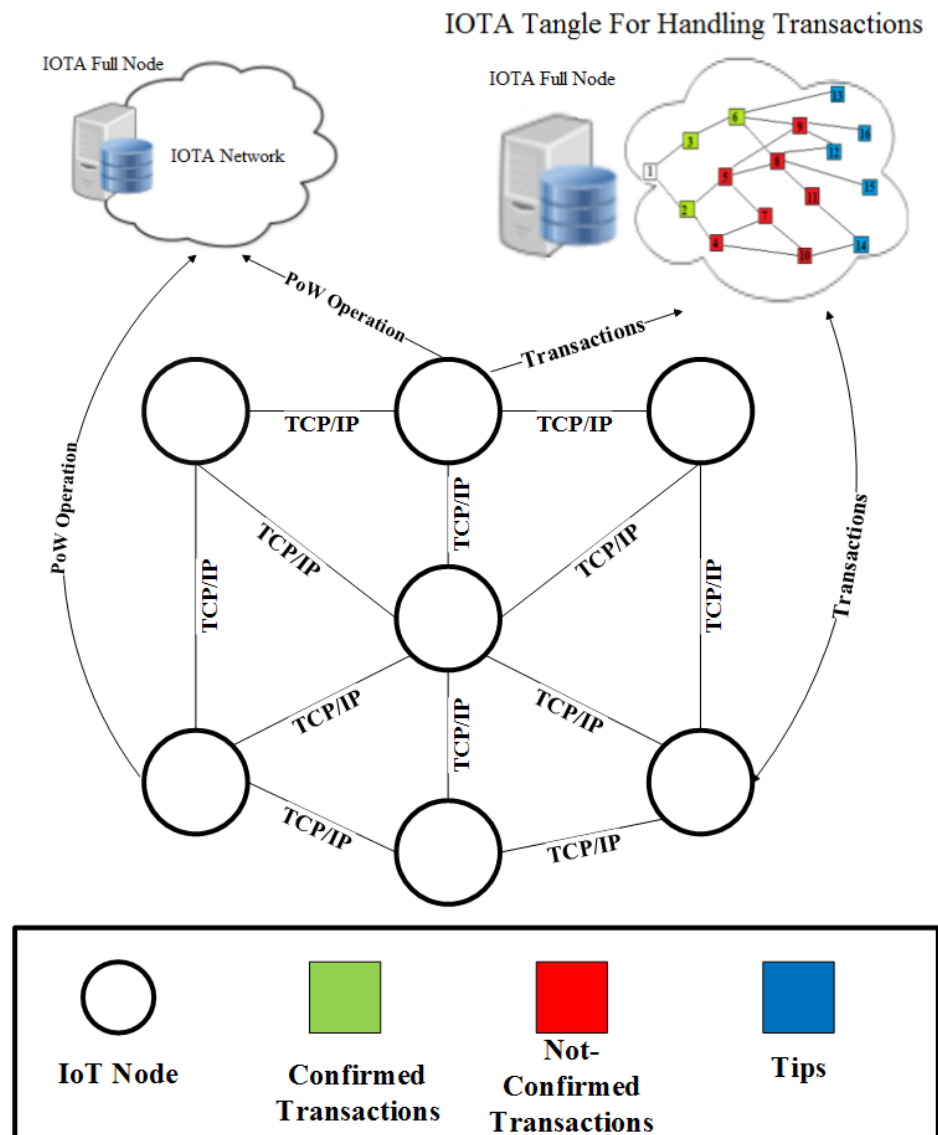 IOTA Tangle For Handling Transactions
IOTA Full Node
IOTA Network
IOTA Full Node
1
2
3
4
5
6
7
8
9
10
11
12
13
14
15
16
PoW Operation
Transactions
PoW Operation
Transactions
TCP/IP
TCP/IP
TCP/IP
TCP/IP
TCP/IP
TCP/IP
TCP/IP
TCP/IP
TCP/IP
TCP/IP
TCP/IP
TCP/IP
IoT Node
Confirmed
Transactions
Not-
Confirmed
Transactions
Tips